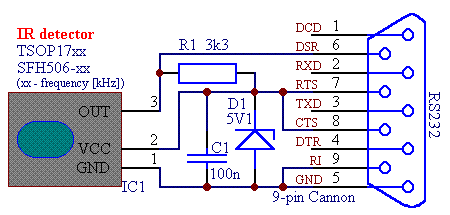 IR detector
TSOP17xx
SFH506-xx
(xx - frequency [kHz])
OUT
VCC
GND
IC1
3
2
1
R1 3k3
D1
5V1
C1
100n
DCD 1
DSR 6
RXD 2
RTS 7
TXD 3
CTS 8
DTR 4
RI 9
GND 5
9-pin Cannon
RS232